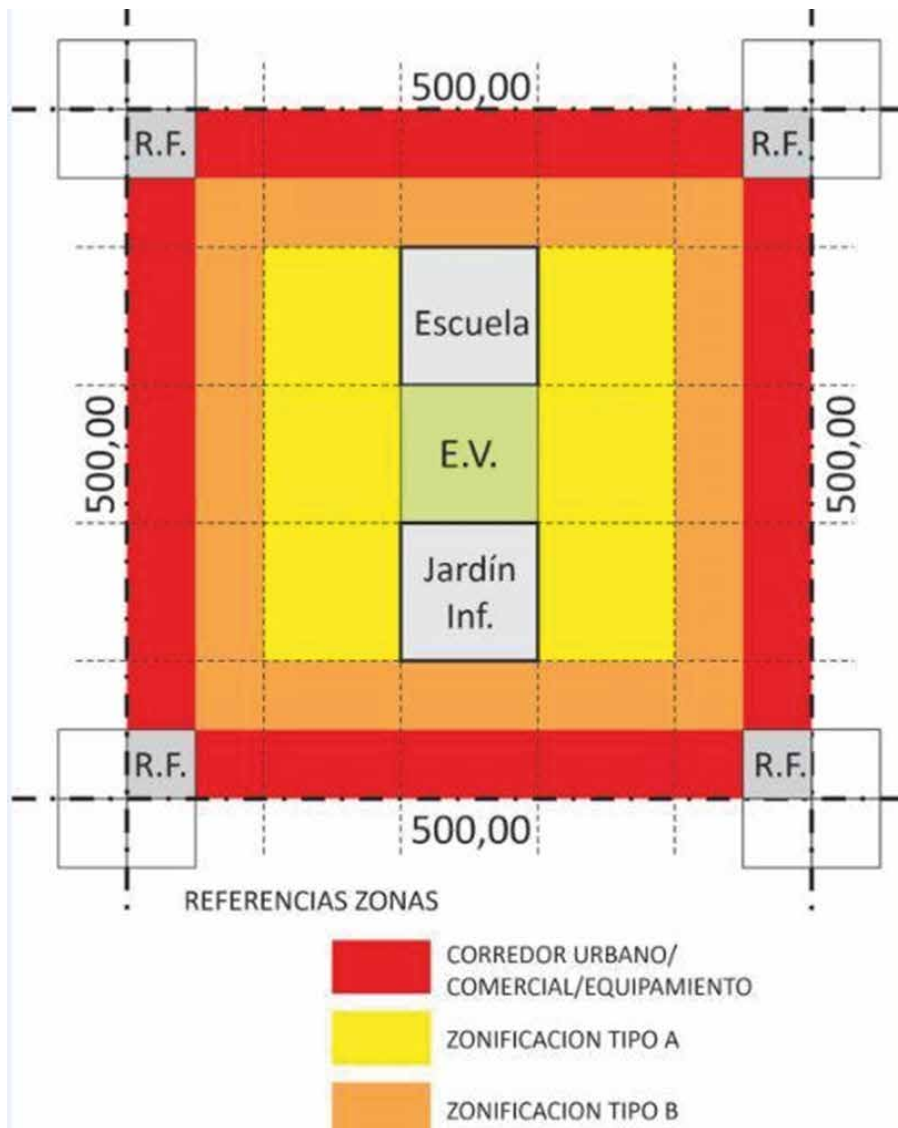 500,00
R.F.
R.F.
Escuela
500,00
E.V.
500,00
Jardín
Inf.
R.F.
R.F.
500,00
REFERENCIAS ZONAS
CORREDOR URBANO/
COMERCIAL/EQUIPAMIENTO
ZONIFICACION TIPO A
ZONIFICACION TIPO B